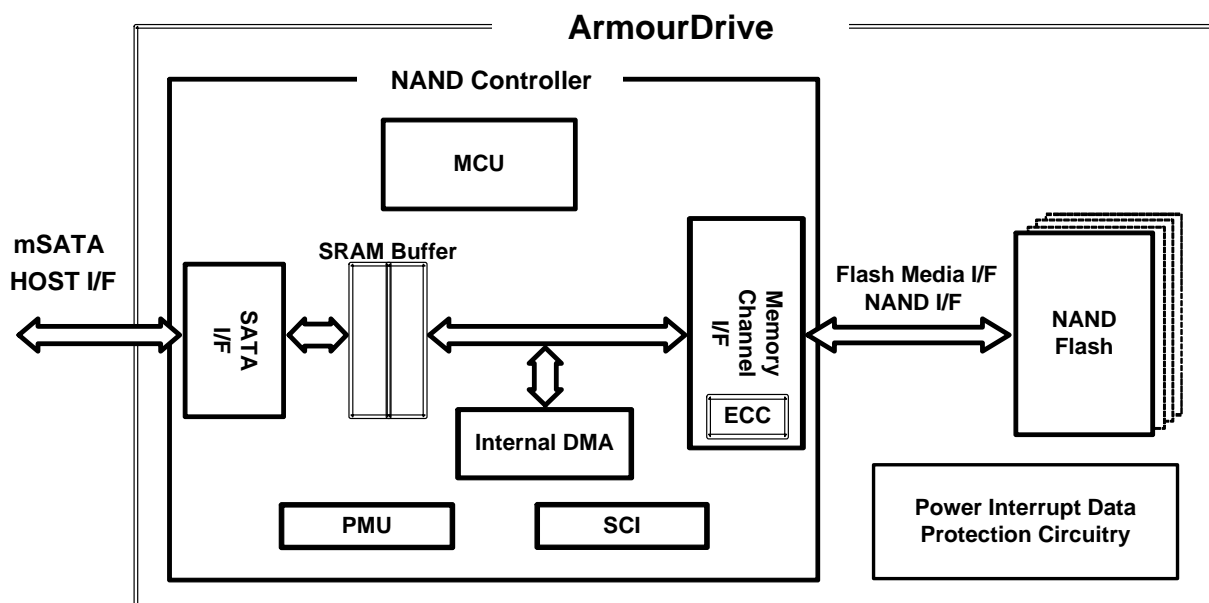 ArmourDrive
NAND Controller
MCU
mSATA
HOST I/F
SRAM Buffer
SATA
I/F
Memory
Channel
I/F
ECC
Flash Media I/F
NAND I/F
NAND
Flash
Internal DMA
PMU
SCI
Power Interrupt Data
Protection Circuitry